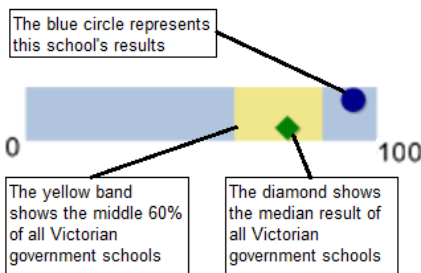 The blue circle represents
this school's results
0
100
The yellow band
shows the middle 60%
of all Victorian
government schools
The diamond shows
the median result of
all Victorian
government schools